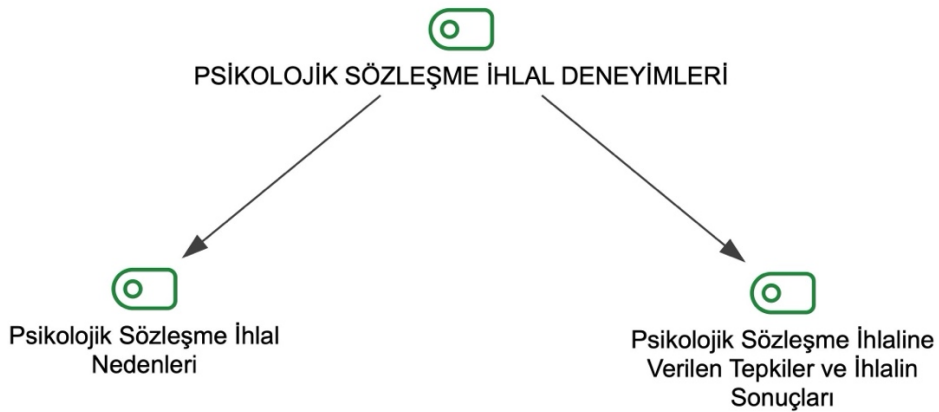 PSİKOLOJİK SÖZLEŞME İHLAL DENEYİMLERİ
Psikolojik Sözleşme İhlal
Nedenleri
Psikolojik Sözleşme İhlaline
Verilen Tepkiler ve İhlalin
Sonuçları